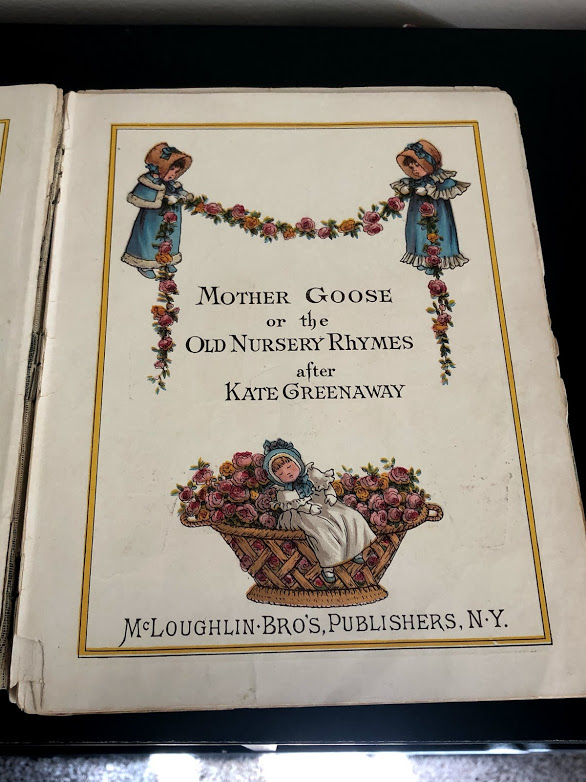 MOTHER GOOSE
or the
OLD NURSERY RHYMES
after
KATE GREENAWAY
McLOUGHLIN·BRO'S, PUBLISHERS, N·Y.